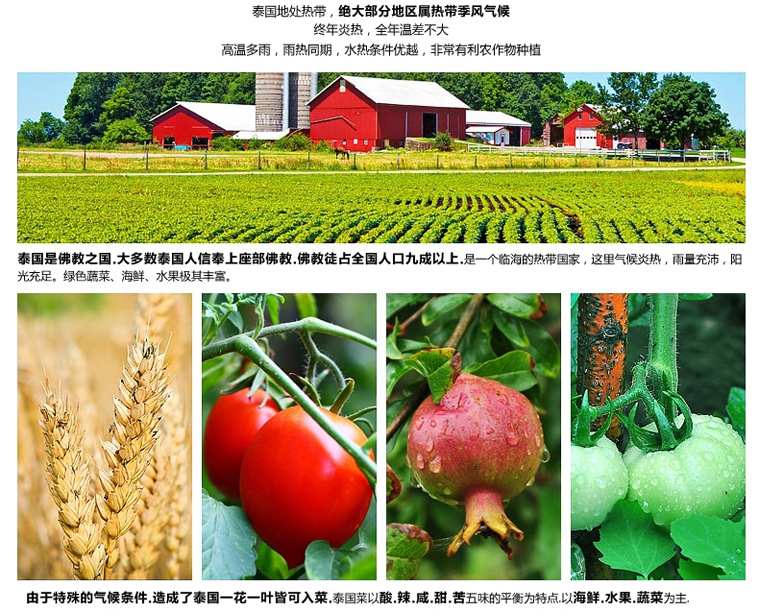 泰国地处热带，绝大部分地区属热带季风气候
终年炎热，全年温差不大
高温多雨，雨热同期，水热条件优越，非常有利农作物种植
泰国是佛教之国.大多数泰国人信奉上座部佛教.佛教徒占全国人口九成以上.是一个临海的热带国家，这里气候炎热，雨量充沛，阳
光充足。绿色蔬菜、海鲜、水果极其丰富。
由于特殊的气候条件.造成了泰国一花一叶皆可入菜.泰国菜以酸.辣.咸.甜.苦五味的平衡为特点.以海鲜.水果.蔬菜为主.